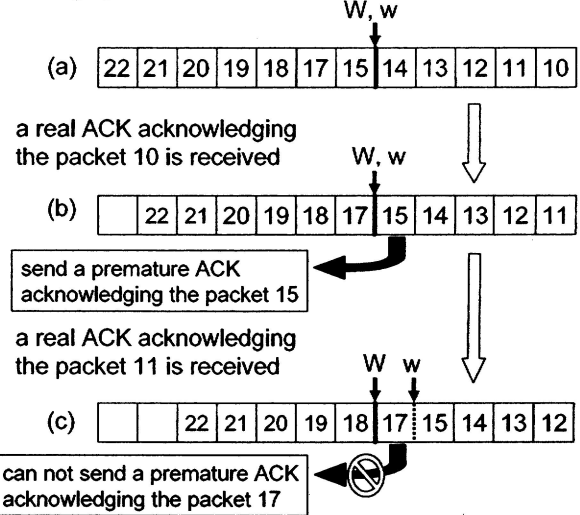 W, w
(a) 22 21 20 19 18 17 15 14 13 12 11 10
a real ACK acknowledging
the packet 10 is received
W, w
(b) 22 21 20 19 18 17 15 14 13 12 11
send a premature ACK
acknowledging the packet 15
a real ACK acknowledging
the packet 11 is received
W w
(c) 22 21 20 19 18 17 15 14 13 12
can not send a premature ACK
acknowledging the packet 17